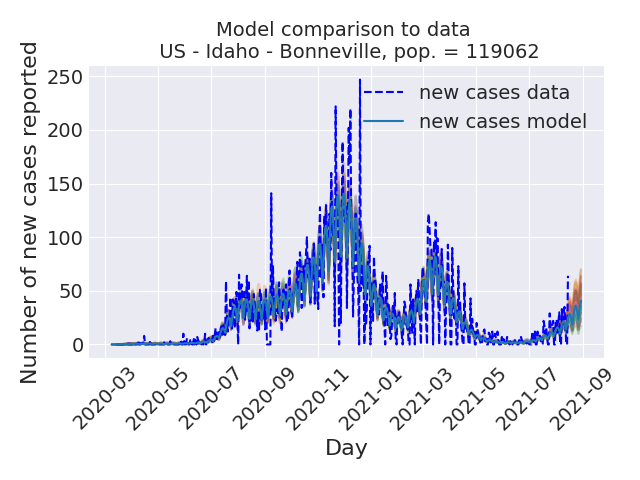 Model comparison to data
US - Idaho - Bonneville, pop. = 119062
Number of new cases reported
250
200
150
100
50
0
new cases data
new cases model
2020-03
2020-05
2020-07
2020-09
2020-11
2021-01
2021-03
2021-05
2021-07
2021-09
Day